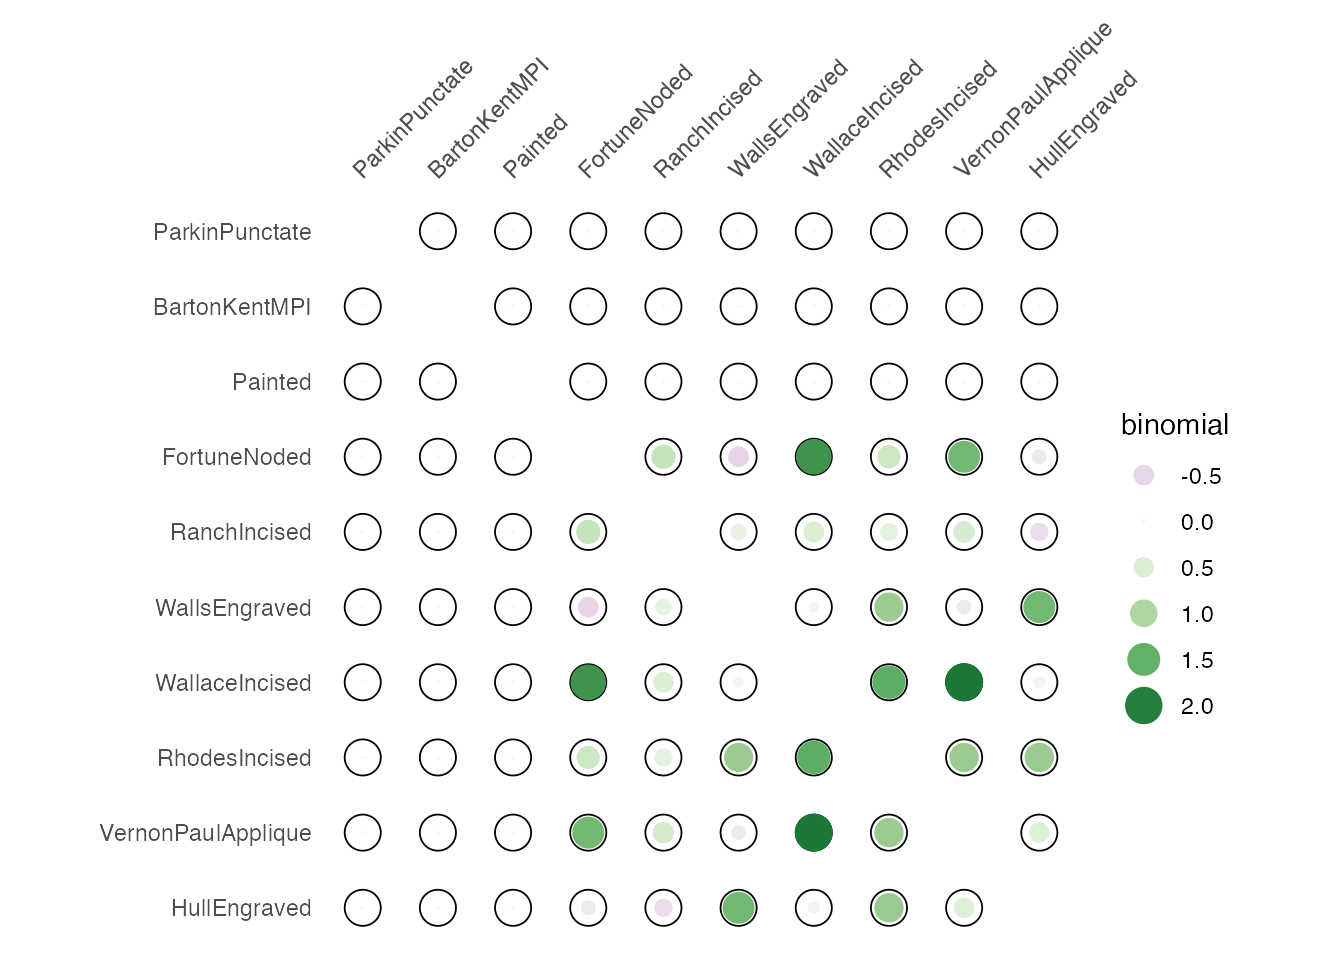 ParkinPunctate
BartonKentMPI
Painted
FortuneNoded
RanchIncised
WallsEngraved
WallaceIncised
RhodesIncised
VernonPaulApplique
HullEngraved
ParkinPunctate
BartonKentMPI
Painted
FortuneNoded
RanchIncised
WallsEngraved
WallaceIncised
RhodesIncised
VernonPaulApplique
HullEngraved
binomial
-0.5
0.0
0.5
1.0
1.5
2.0